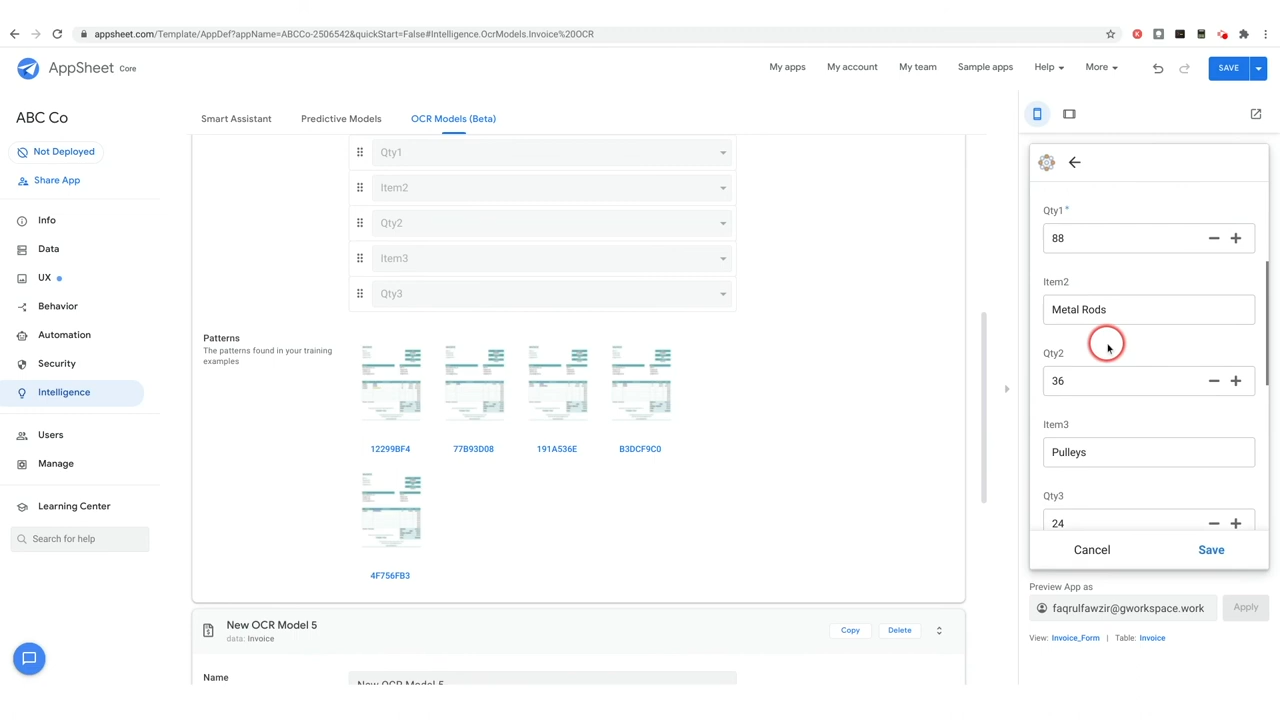 appsheet.com/Template/AppDef?appName=ABCCo-2506542&quickStart=False#Intelligence.OcrModels.Invoice%20OCR
AppSheet Core
My apps
My account
My team
Sample apps
Help
More
SAVE
ABC Co
Not Deployed
Share App
Info
Data
UX
Behavior
Automation
Security
Intelligence
Users
Manage
Learning Center
Search for help
Smart Assistant
Predictive Models
OCR Models (Beta)
Qty1
Item2
Qty2
Item3
Qty3
Patterns
The patterns found in your training
examples
12299BF4
77B93D08
191A536E
B3DCF9C0
4F756FB3
New OCR Model 5
data: Invoice
Copy
Delete
Name
New OCR Model 5
Qty1*
88
Item2
Metal Rods
Qty2
36
Item3
Pulleys
Qty3
24
Cancel
Save
Preview App as
faqrulfawzir@gworkspace.work
Apply
View: Invoice_Form | Table: Invoice